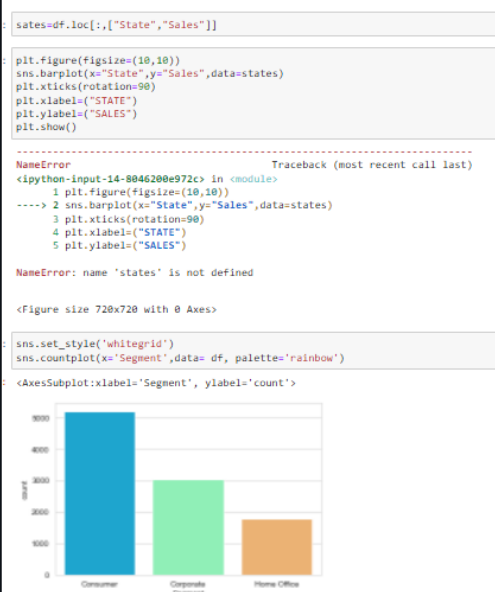 : sates=df.loc[:,["State","Sales"]]
: plt.figure(figsize=(10,10))
sns.barplot(x="State",y="Sales",data=states)
plt.xticks(rotation=90)
plt.xlabel=("STATE")
plt.ylabel=("SALES")
plt.show()
---------------------------------------------------------------------------
NameError Traceback (most recent call last)
<ipython-input-14-8046200e972c> in <module>
1 plt.figure(figsize=(10,10))
----> 2 sns.barplot(x="State",y="Sales",data=states)
3 plt.xticks(rotation=90)
4 plt.xlabel=("STATE")
5 plt.ylabel=("SALES")
NameError: name 'states' is not defined
<Figure size 720x720 with 0 Axes>
: sns.set_style('whitegrid')
sns.countplot(x='Segment',data= df, palette='rainbow')
: <AxesSubplot:xlabel='Segment', ylabel='count'>
5000
4000
3000
2000
1000
0
count
Consumer Corporate Home Office